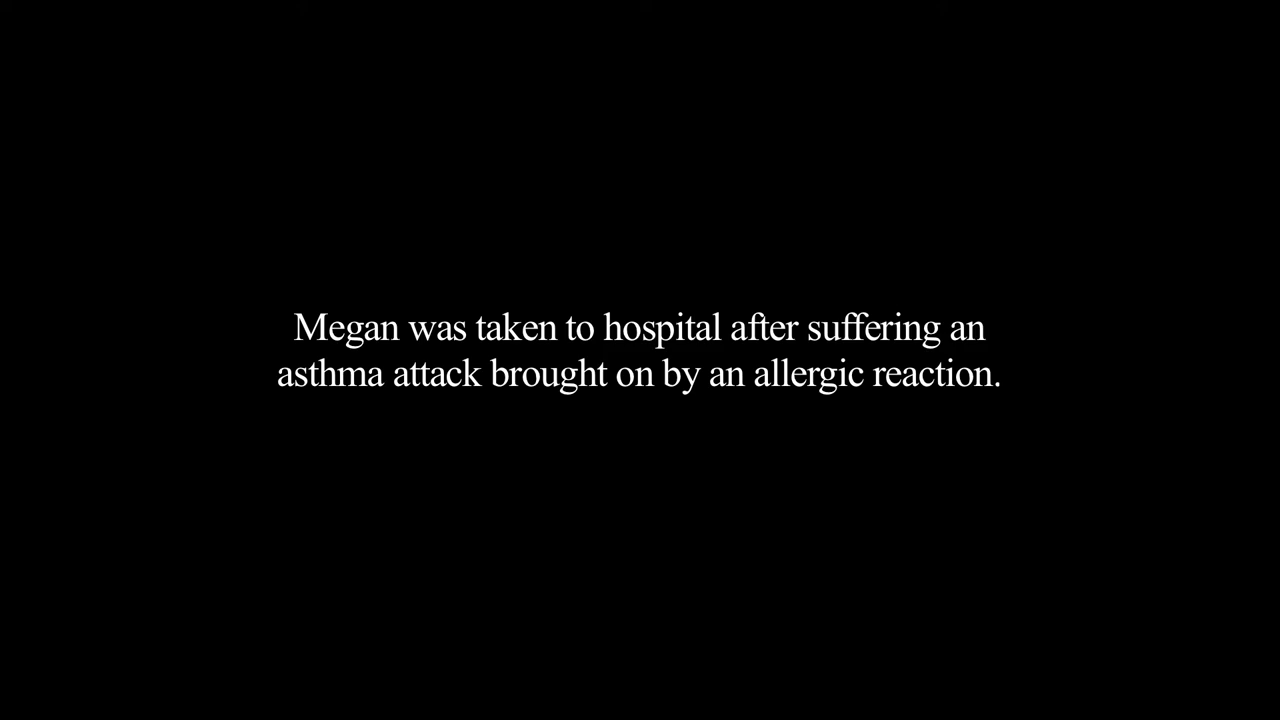 Megan was taken to hospital after suffering an
asthma attack brought on by an allergic reaction.